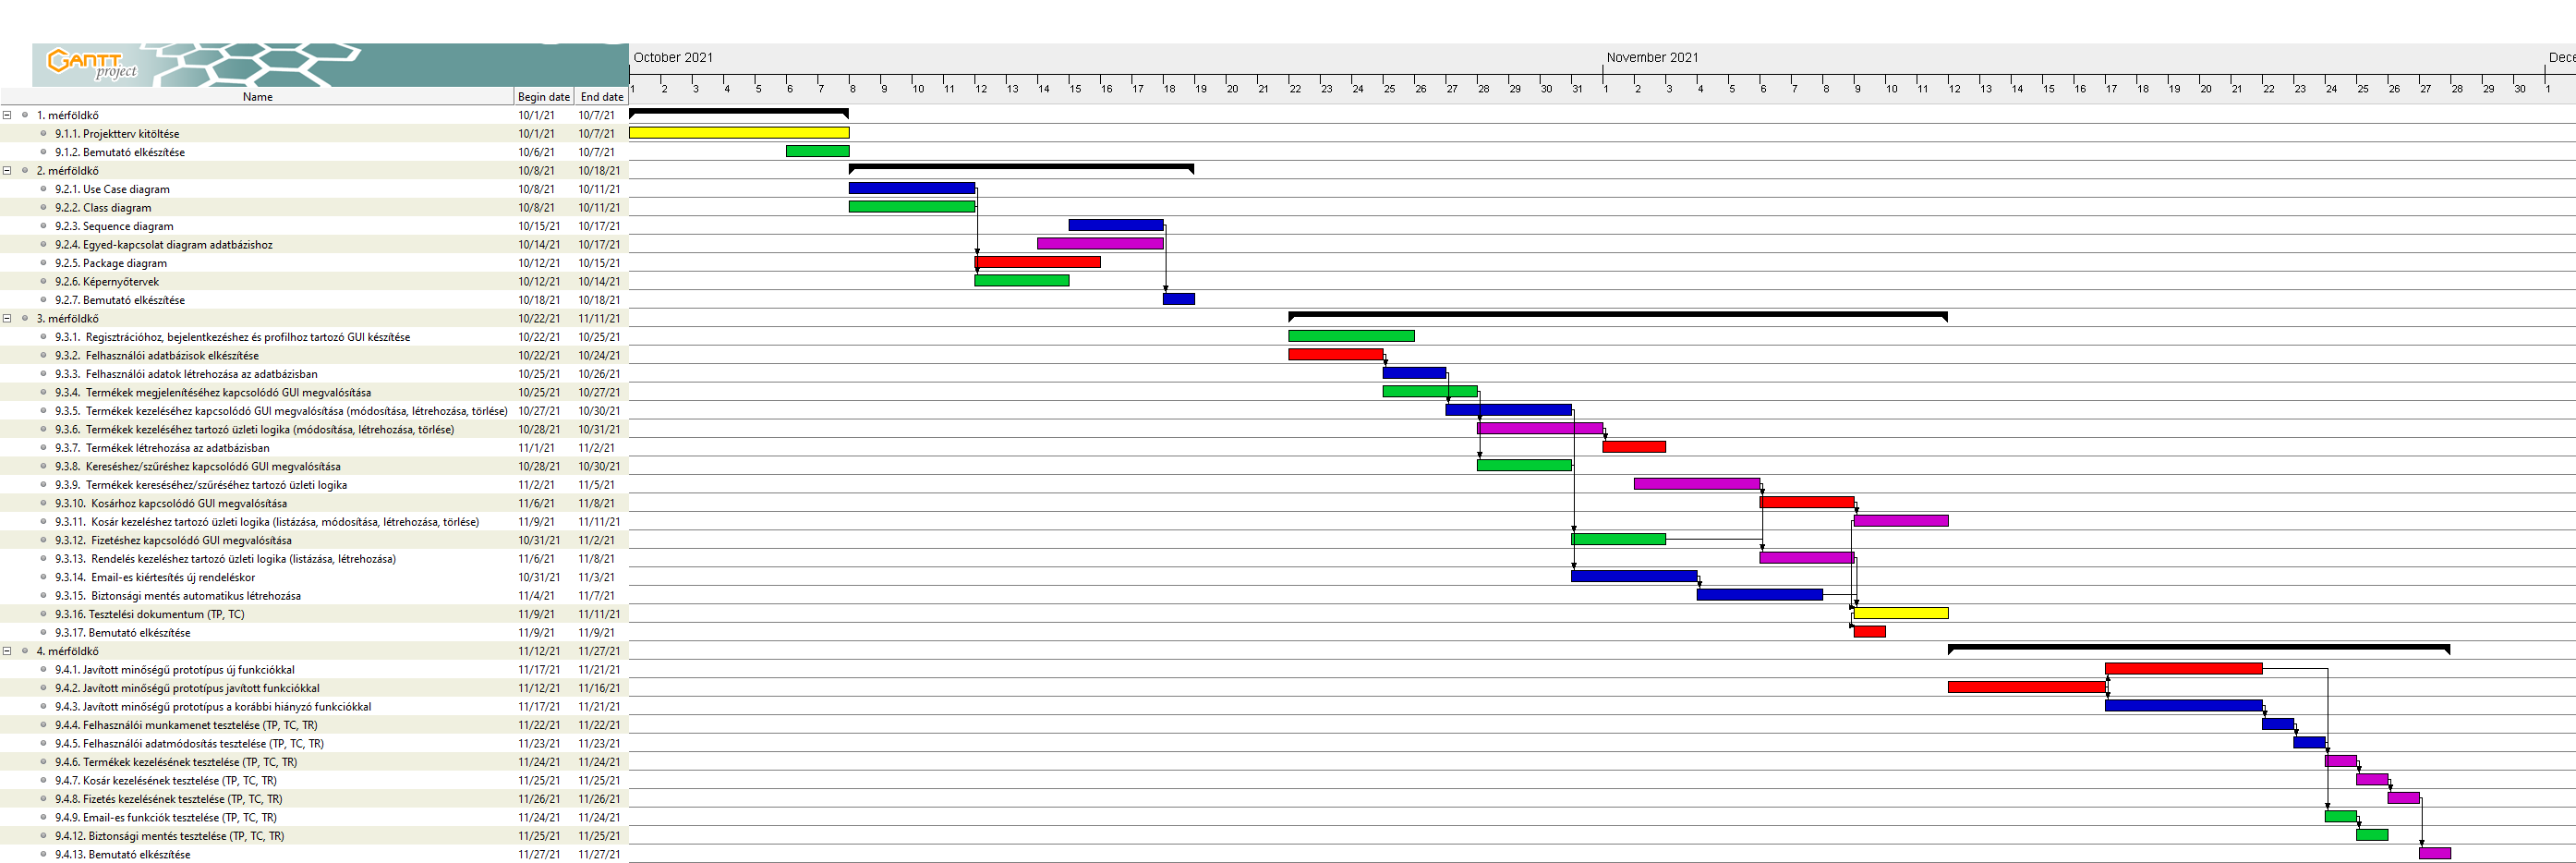 GANTT
project
October 2021
November 2021
Dece
Name Begin date End date 1 2 3 4 5 6 7 8 9 10 11 12 13 14 15 16 17 18 19 20 21 22 23 24 25 26 27 28 29 30 31 1 2 3 4 5 6 7 8 9 10 11 12 13 14 15 16 17 18 19 20 21 22 23 24 25 26 27 28 29 30 1
1. mérföldkő 10/1/21 10/7/21
9.1.1. Projektterv kitöltése 10/1/21 10/7/21
9.1.2. Bemutató elkészítése 10/6/21 10/7/21
2. mérföldkő 10/8/21 10/18/21
9.2.1. Use Case diagram 10/8/21 10/11/21
9.2.2. Class diagram 10/8/21 10/11/21
9.2.3. Sequence diagram 10/15/21 10/17/21
9.2.4. Egyed-kapcsolat diagram adatbázishoz 10/14/21 10/17/21
9.2.5. Package diagram 10/12/21 10/15/21
9.2.6. Képernyőtervek 10/12/21 10/14/21
9.2.7. Bemutató elkészítése 10/18/21 10/18/21
3. mérföldkő 10/22/21 11/11/21
9.3.1. Regisztrációhoz, bejelentkezéshez és profilhoz tartozó GUI készítése 10/22/21 10/25/21
9.3.2. Felhasználói adatbázisok elkészítése 10/22/21 10/24/21
9.3.3. Felhasználói adatok létrehozása az adatbázisban 10/25/21 10/26/21
9.3.4. Termékek megjelenítéséhez kapcsolódó GUI megvalósítása 10/25/21 10/27/21
9.3.5. Termékek kezeléséhez kapcsolódó GUI megvalósítása (módosítása, létrehozása, törlése) 10/27/21 10/30/21
9.3.6. Termékek kezeléséhez tartozó üzleti logika (módosítása, létrehozása, törlése) 10/28/21 10/31/21
9.3.7. Termékek létrehozása az adatbázisban 11/1/21 11/2/21
9.3.8. Kereséshez/szűréshez kapcsolódó GUI megvalósítása 10/28/21 10/30/21
9.3.9. Termékek kereséséhez/szűréséhez tartozó üzleti logika 11/2/21 11/5/21
9.3.10. Kosárhoz kapcsolódó GUI megvalósítása 11/6/21 11/8/21
9.3.11. Kosár kezeléshez tartozó üzleti logika (listázása, módosítása, létrehozása, törlése) 11/9/21 11/11/21
9.3.12. Fizetéshez kapcsolódó GUI megvalósítása 10/31/21 11/2/21
9.3.13. Rendelés kezeléshez tartozó üzleti logika (listázása, létrehozása) 11/6/21 11/8/21
9.3.14. Email-es kiértesítés új rendeléskor 10/31/21 11/3/21
9.3.15. Biztonsági mentés automatikus létrehozása 11/4/21 11/7/21
9.3.16. Tesztelési dokumentum (TP, TC) 11/9/21 11/11/21
9.3.17. Bemutató elkészítése 11/9/21 11/9/21
4. mérföldkő 11/12/21 11/27/21
9.4.1. Javított minőségű prototípus új funkciókkal 11/17/21 11/21/21
9.4.2. Javított minőségű prototípus javított funkciókkal 11/12/21 11/16/21
9.4.3. Javított minőségű prototípus a korábbi hiányzó funkciókkal 11/17/21 11/21/21
9.4.4. Felhasználói munkamenet tesztelése (TP, TC, TR) 11/22/21 11/22/21
9.4.5. Felhasználói adatmódosítás tesztelése (TP, TC, TR) 11/23/21 11/23/21
9.4.6. Termékek kezelésének tesztelése (TP, TC, TR) 11/24/21 11/24/21
9.4.7. Kosár kezelésének tesztelése (TP, TC, TR) 11/25/21 11/25/21
9.4.8. Fizetés kezelésének tesztelése (TP, TC, TR) 11/26/21 11/26/21
9.4.9. Email-es funkciók tesztelése (TP, TC, TR) 11/24/21 11/24/21
9.4.12. Biztonsági mentés tesztelése (TP, TC, TR) 11/25/21 11/25/21
9.4.13. Bemutató elkészítése 11/27/21 11/27/21